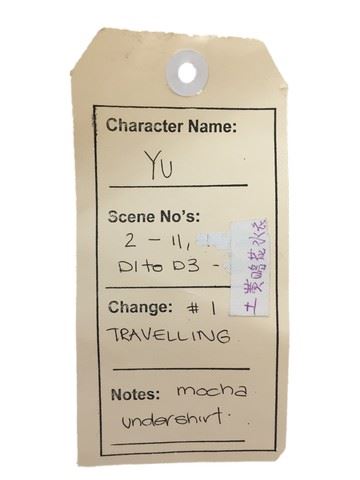 Character Name:
Yu
Scene No's:
2 - 11,
D1 to D3 -
Change: # 1
TRAVELLING
Notes: mocha
undershirt.
土黄暗花水衣